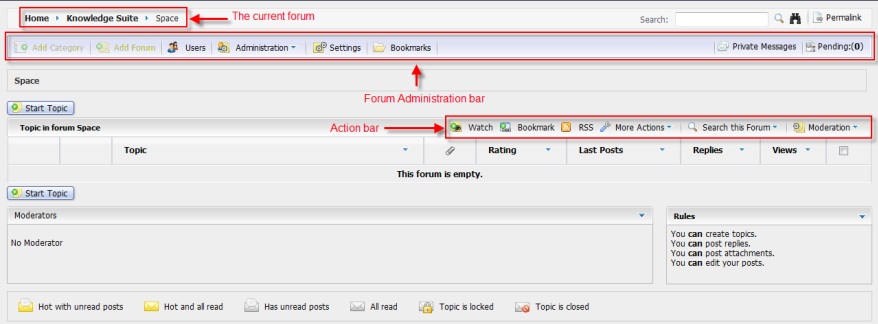 Home Knowledge Suite Space The current forum Search: Permalink
Add Category Add Forum Users Administration Settings Bookmarks Private Messages Pending:(0)
Space
Forum Administration bar
Start Topic
Topic in forum Space Action bar Watch Bookmark RSS More Actions Search this Forum Moderation
Topic Rating Last Posts Replies Views
This forum is empty.
Start Topic
Moderators Rules
No Moderator
You can create topics.
You can post replies.
You can post attachments.
You can edit your posts.
Hot with unread posts Hot and all read Has unread posts All read Topic is locked Topic is closed